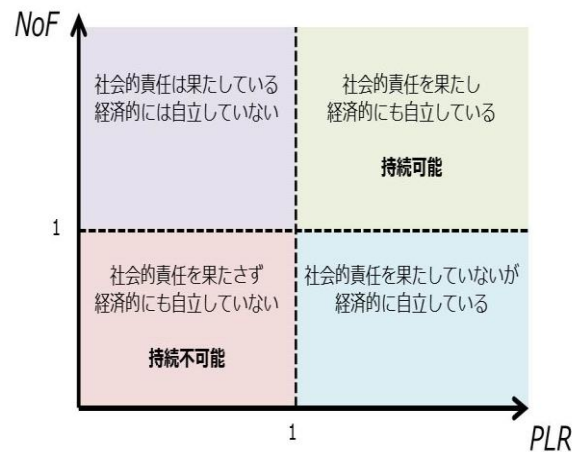 NoF
社会的責任は果たしている
経済的には自立していない
社会的責任を果たし
経済的にも自立している
持続可能
1
社会的責任を果たさず
経済的にも自立していない
持続不可能
社会的責任を果たしていないが
経済的に自立している
1
PLR